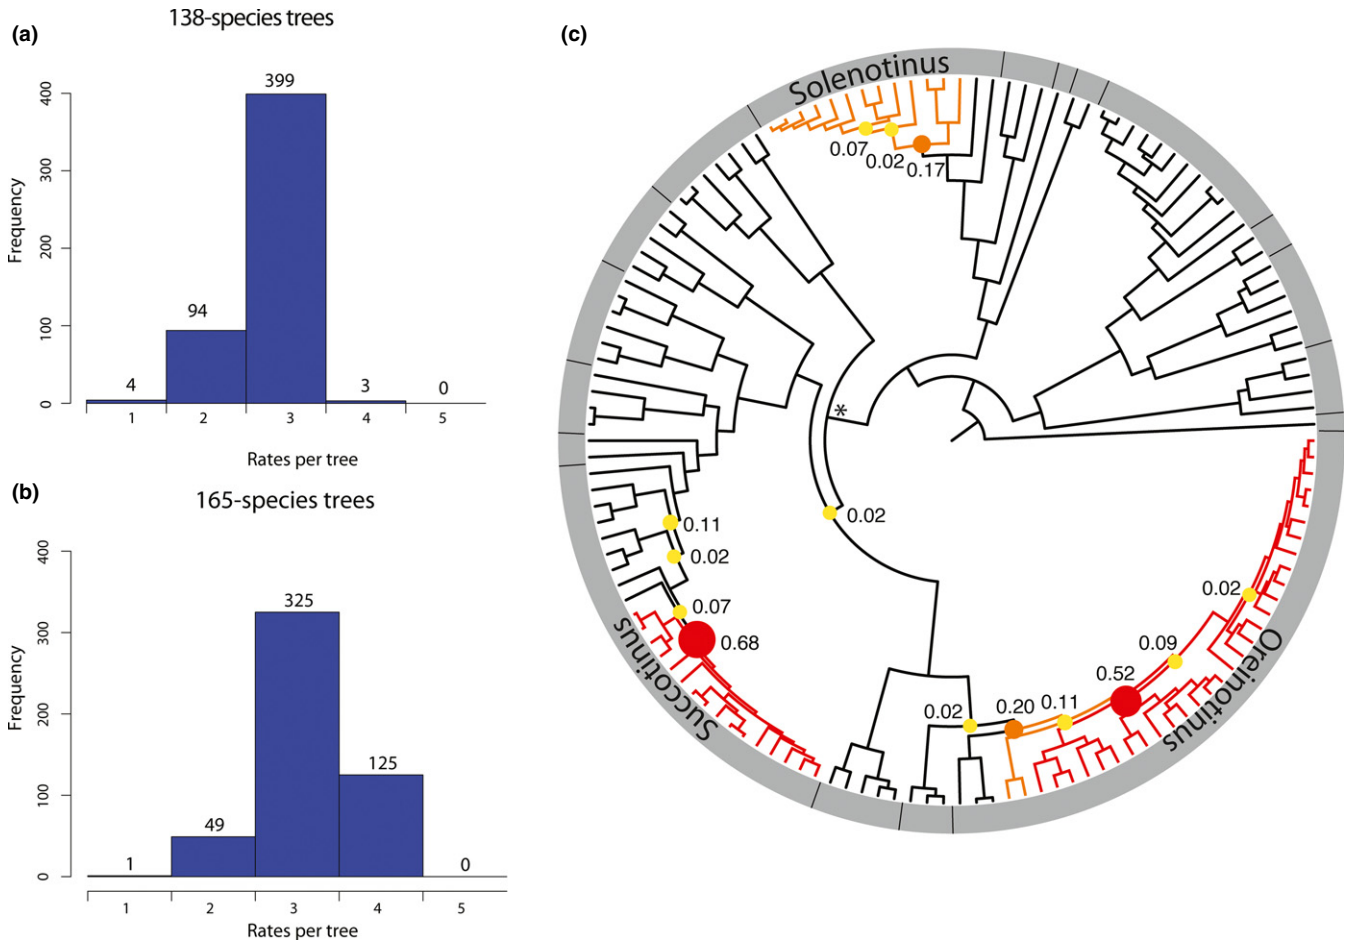 (a)
138-species trees
Frequency
400
300
200
100
0
4
94
399
3
0
1 2 3 4 5
Rates per tree
(b)
165-species trees
Frequency
400
300
200
100
0
1
49
325
125
0
1 2 3 4 5
Rates per tree
(c)
Solenotinus
0.07
0.02
0.17
*
0.02
0.11
0.02
0.07
0.68
Succotinus
0.02
0.20
0.11
0.52
0.09
0.02
Oreinotinus